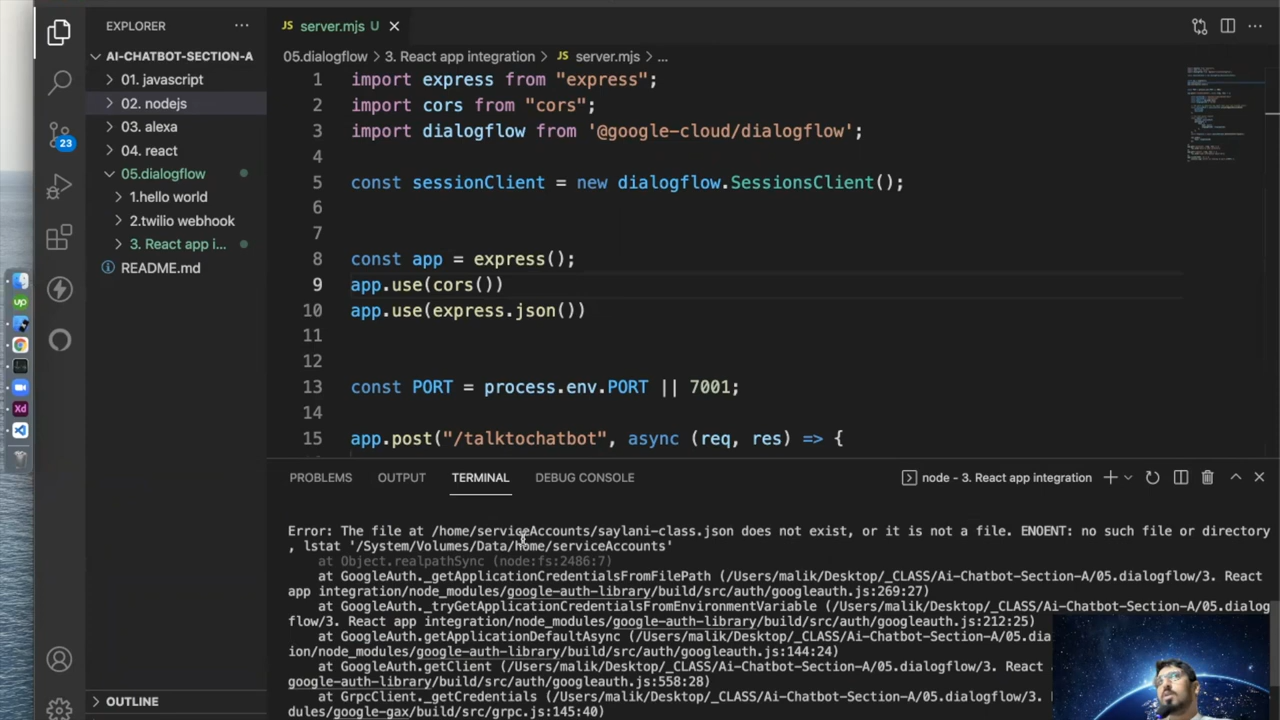 EXPLORER
server.mjs U
AI-CHATBOT-SECTION-A
05.dialogflow > 3. React app integration > JS server.mjs > ...
01. javascript
02. nodejs
03. alexa
04. react
05.dialogflow
1.hello world
2.twilio webhook
3. React app i...
README.md
23
1 import express from "express";
2 import cors from "cors";
3 import dialogflow from '@google-cloud/dialogflow';
4
5 const sessionClient = new dialogflow.SessionsClient();
6
7
8 const app = express();
9 app.use(cors())
10 app.use(express.json())
11
12
13 const PORT = process.env.PORT || 7001;
14
15 app.post("/talktochatbot", async (req, res) => {
PROBLEMS OUTPUT TERMINAL DEBUG CONSOLE
node - 3. React app integration
Error: The file at /home/serviceAccounts/saylani-class.json does not exist, or it is not a file. ENOENT: no such file or directory
, lstat '/System/Volumes/Data/home/serviceAccounts'
at Object.realpathSync (node:fs:2486:7)
at GoogleAuth._getApplicationCredentialsFromFilePath (/Users/malik/Desktop/_CLASS/Ai-Chatbot-Section-A/05.dialogflow/3. React
app integration/node_modules/google-auth-library/build/src/auth/googleauth.js:269:27)
at GoogleAuth._tryGetApplicationCredentialsFromEnvironmentVariable (/Users/malik/Desktop/_CLASS/Ai-Chatbot-Section-A/05.dialog
flow/3. React app integration/node_modules/google-auth-library/build/src/auth/googleauth.js:212:25)
at GoogleAuth.getApplicationDefaultAsync (/Users/malik/Desktop/_CLASS/Ai-Chatbot-Section-A/05.dia
ion/node_modules/google-auth-library/build/src/auth/googleauth.js:144:24)
at GoogleAuth.getClient (/Users/malik/Desktop/_CLASS/Ai-Chatbot-Section-A/05.dialogflow/3. React
google-auth-library/build/src/auth/googleauth.js:558:28)
at GrpcClient._getCredentials (/Users/malik/Desktop/_CLASS/Ai-Chatbot-Section-A/05.dialogflow/3.
dules/google-gax/build/src/grpc.js:145:40)
OUTLINE
up
Xd